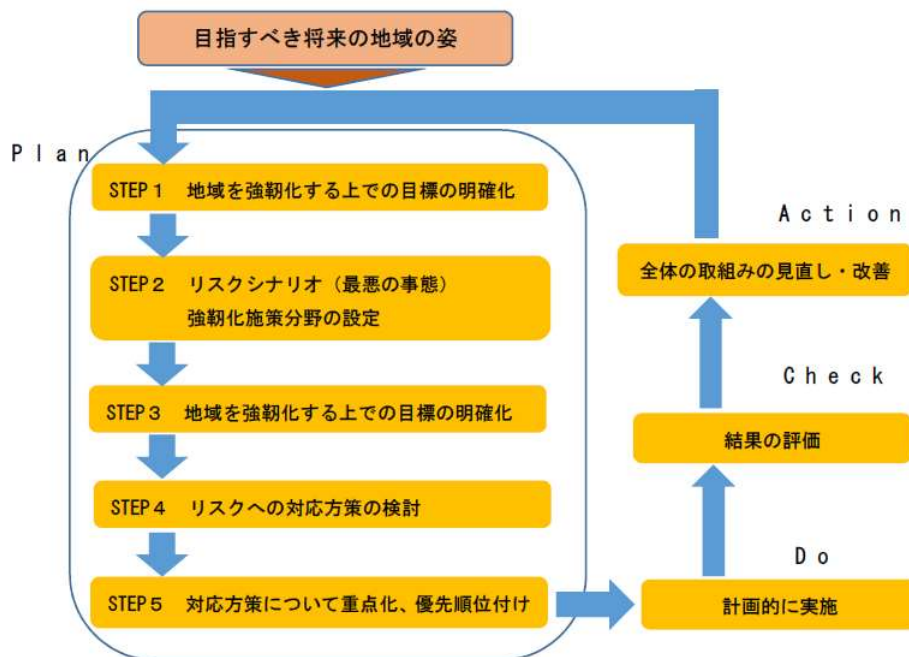 目指すべき将来の地域の姿
Plan
STEP1 地域を強靭化する上での目標の明確化
STEP2 リスクシナリオ（最悪の事態）
強靭化施策分野の設定
STEP3 地域を強靭化する上での目標の明確化
STEP4 リスクへの対応方策の検討
STEP5 対応方策について重点化、優先順位付け
Action
全体の取組みの見直し・改善
Check
結果の評価
Do
計画的に実施